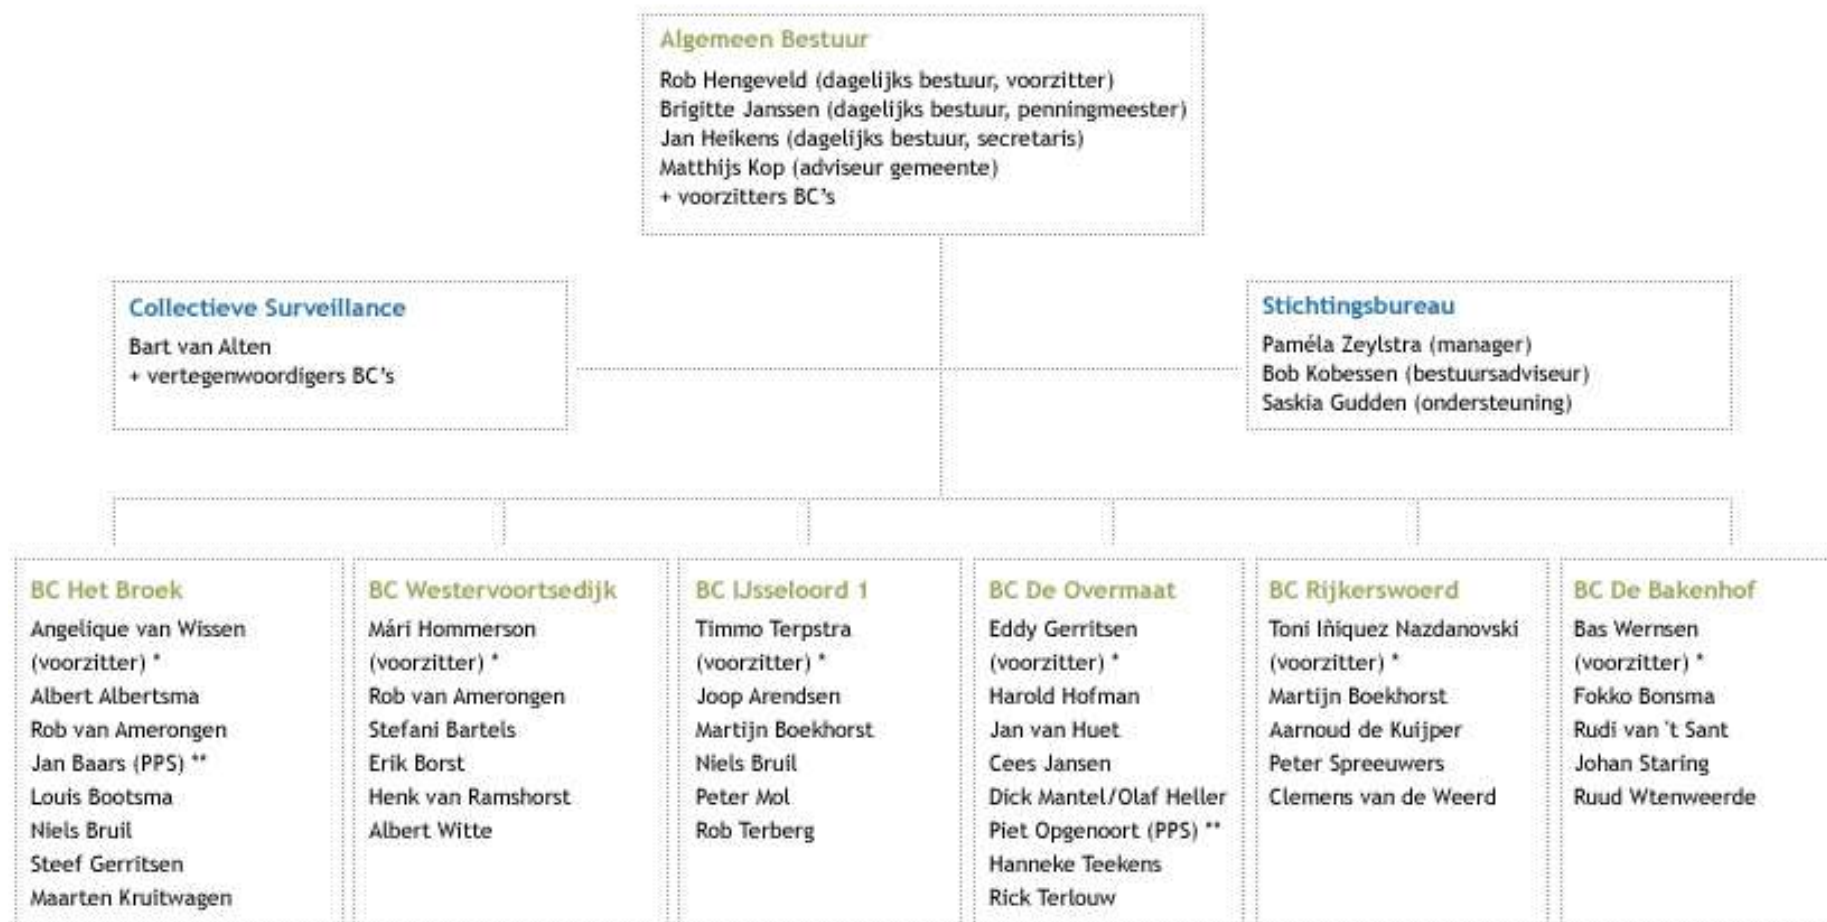 Algemeen Bestuur
Rob Hengeveld (dagelijks bestuur, voorzitter)
Brigitte Janssen (dagelijks bestuur, penningmeester)
Jan Heikens (dagelijks bestuur, secretaris)
Matthijs Kop (adviseur gemeente)
+ voorzitters BC's
Collectieve Surveillance
Bart van Alten
+ vertegenwoordigers BC's
Stichtingsbureau
Paméla Zeylstra (manager)
Bob Kobessen (bestuursadviseur)
Saskia Gudden (ondersteuning)
BC Het Broek
Angelique van Wissen
(voorzitter) *
Albert Albertsma
Rob van Amerongen
Jan Baars (PPS) **
Louis Bootsma
Niels Bruil
Steef Gerritsen
Maarten Kruitwagen
BC Westervoortsedijk
Mári Hommerson
(voorzitter) *
Rob van Amerongen
Stefani Bartels
Erik Borst
Henk van Ramshorst
Albert Witte
BC IJsseloord 1
Timmo Terpstra
(voorzitter) *
Joop Arendsen
Martijn Boekhorst
Niels Bruil
Peter Mol
Rob Terberg
BC De Overmaat
Eddy Gerritsen
(voorzitter) *
Harold Hofman
Jan van Huet
Cees Jansen
Dick Mantel/Olaf Heller
Piet Opgenoort (PPS) **
Hanneke Teekens
Rick Terlouw
BC Rijkerswoerd
Toni Iñiquez Nazdanovski
(voorzitter) *
Martijn Boekhorst
Aarnoud de Kuijper
Peter Spreeuwers
Clemens van de Weerd
BC De Bakenhof
Bas Wernsen
(voorzitter) *
Fokko Bonsma
Rudi van 't Sant
Johan Staring
Ruud Wtenweerde